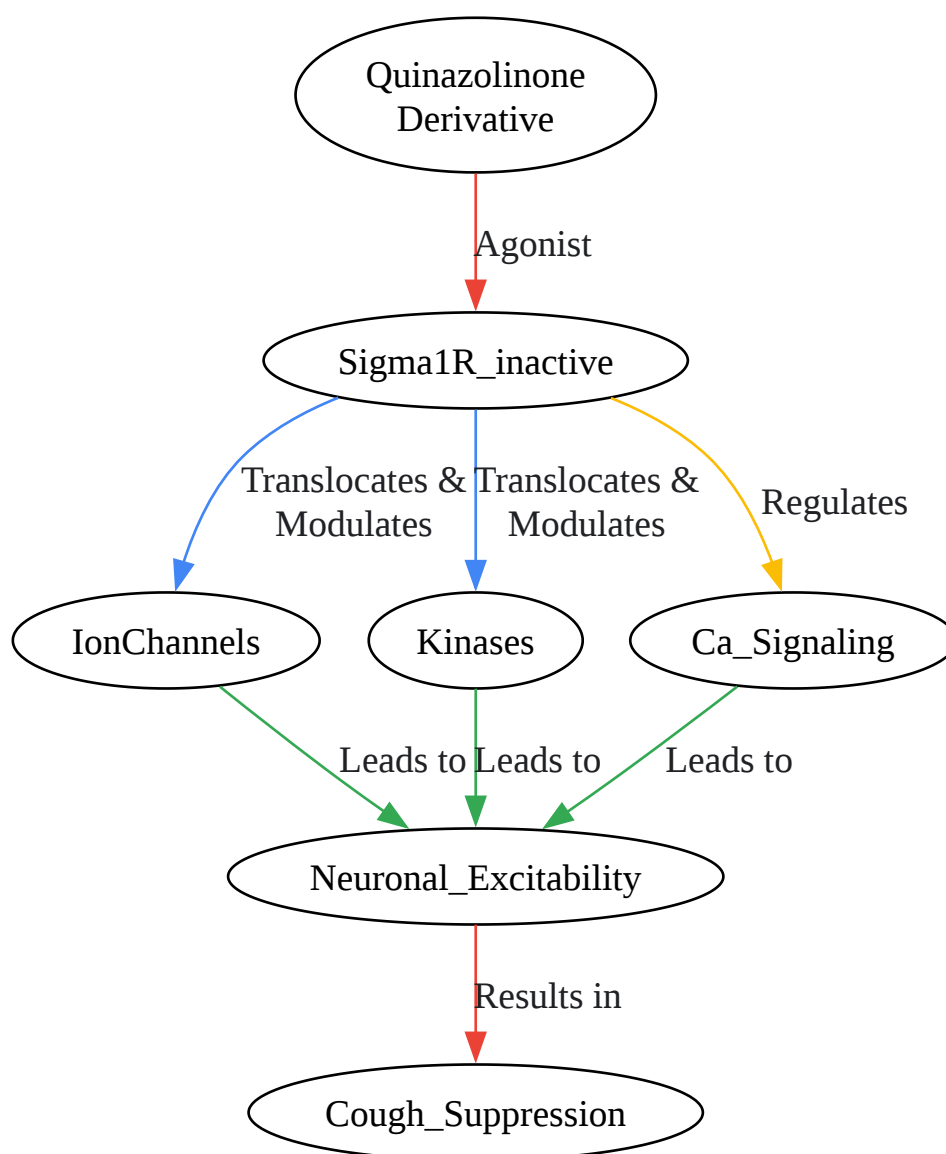 Quinazolinone
Derivative
Agonist
Sigma1R_inactive
Translocates &
Modulates
Translocates &
Modulates
Regulates
IonChannels
Kinases
Ca_Signaling
Leads to
Leads to
Leads to
Neuronal_Excitability
Results in
Cough_Suppression